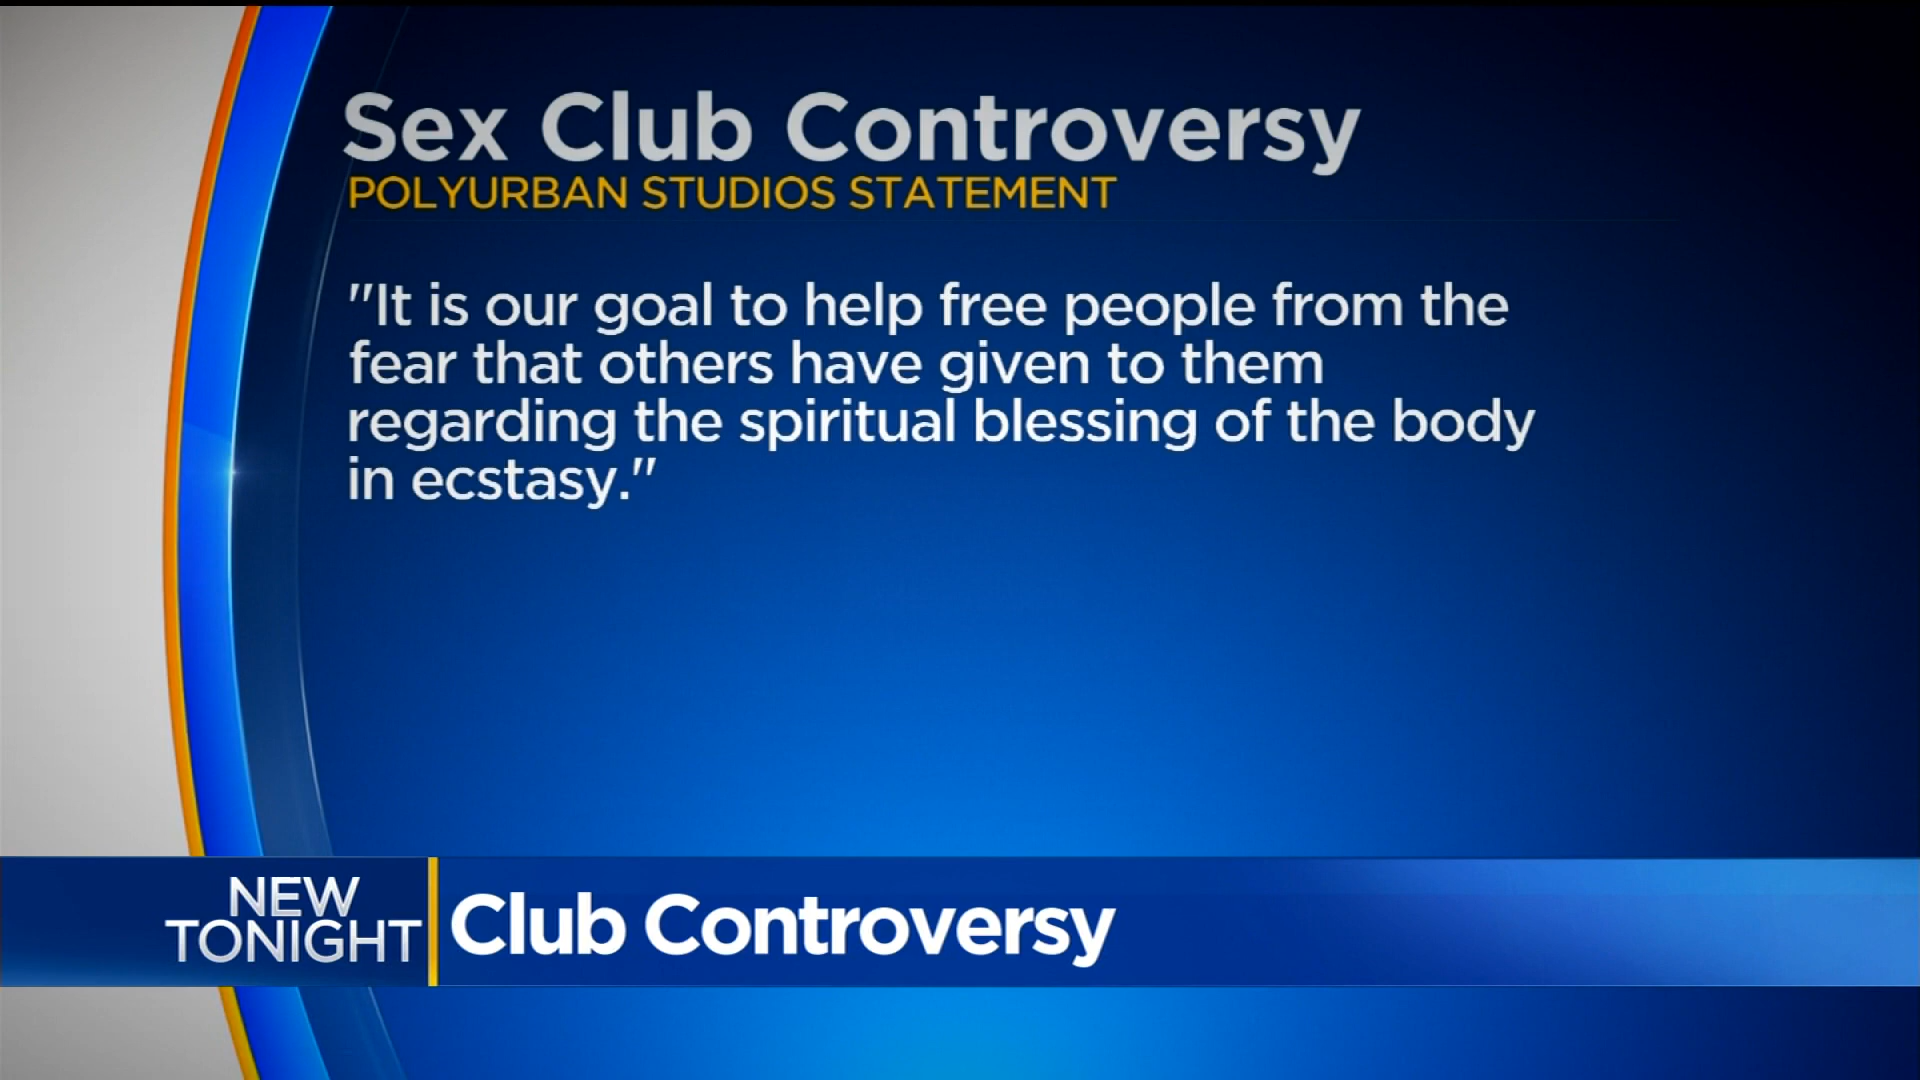 Sex Club Controversy
POLYURBAN STUDIOS STATEMENT
"It is our goal to help free people from the
fear that others have given to them
regarding the spiritual blessing of the body
in ecstasy."
NEW
TONIGHT
Club Controversy